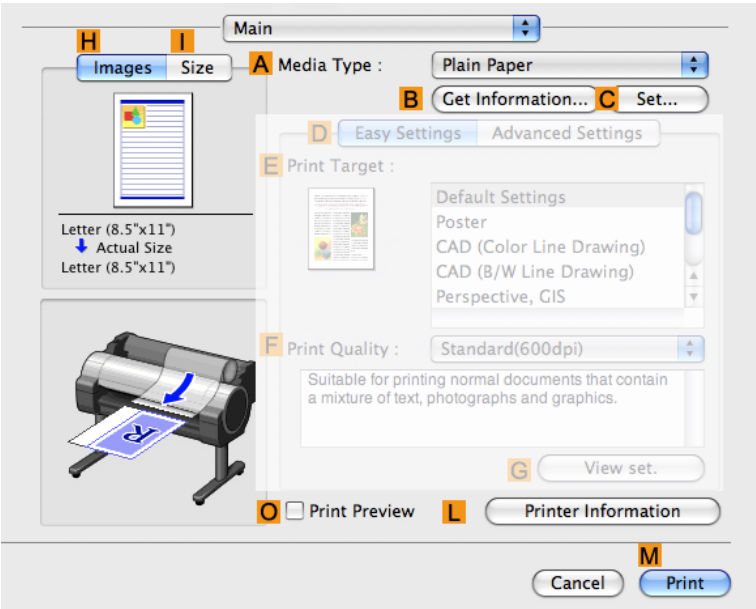 Main
H
I
Images Size
A Media Type : Plain Paper
B Get Information... C Set...
D Easy Settings Advanced Settings
E Print Target :
Default Settings
Poster
CAD (Color Line Drawing)
CAD (B/W Line Drawing)
Perspective, GIS
Letter (8.5"x11")
Actual Size
Letter (8.5"x11")
F Print Quality : Standard(600dpi)
Suitable for printing normal documents that contain
a mixture of text, photographs and graphics.
R
G View set.
O Print Preview L Printer Information
M
Cancel Print